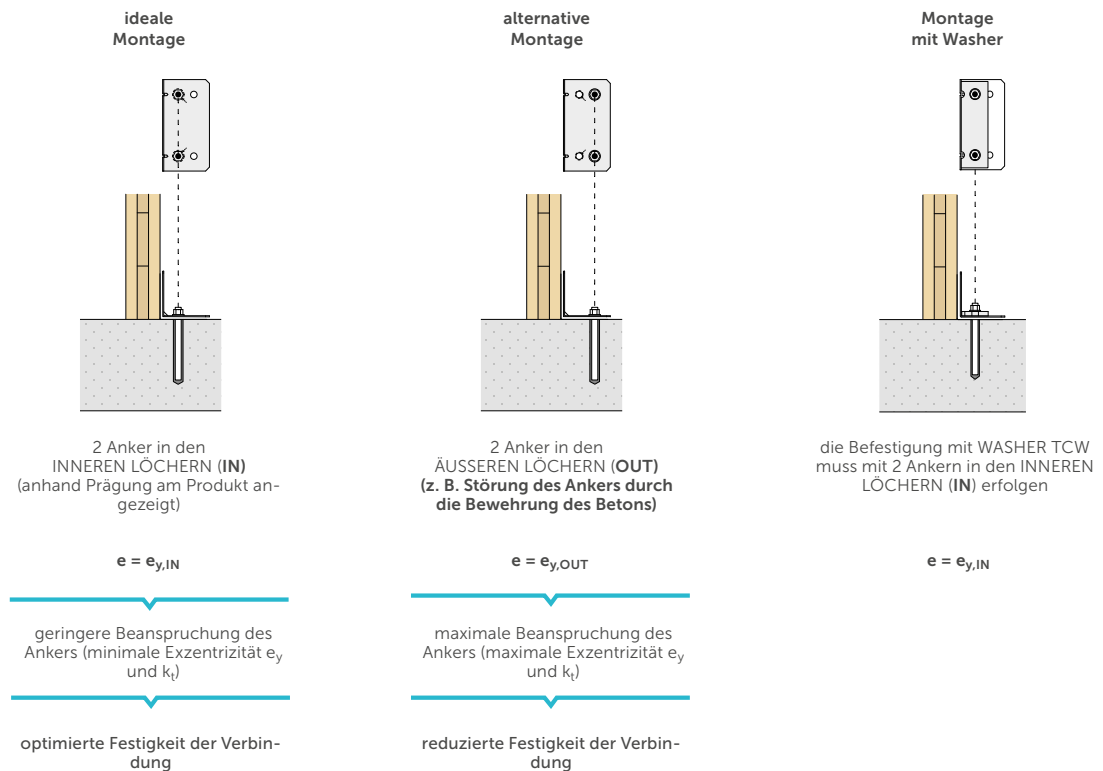 ideale
Montage
2 Anker in den
INNEREN LÖCHERN (IN)
(anhand Prägung am Produkt an-
gezeigt)
e = ey,IN
geringere Beanspruchung des
Ankers (minimale Exzentrizität ey
und kt)
optimierte Festigkeit der Verbin-
dung
alternative
Montage
2 Anker in den
ÄUSSEREN LÖCHERN (OUT)
(z. B. Störung des Ankers durch
die Bewehrung des Betons)
e = ey,OUT
maximale Beanspruchung des
Ankers (maximale Exzentrizität ey
und kt)
reduzierte Festigkeit der Verbin-
dung
Montage
mit Washer
die Befestigung mit WASHER TCW
muss mit 2 Ankern in den INNEREN
LÖCHERN (IN) erfolgen
e = ey,IN